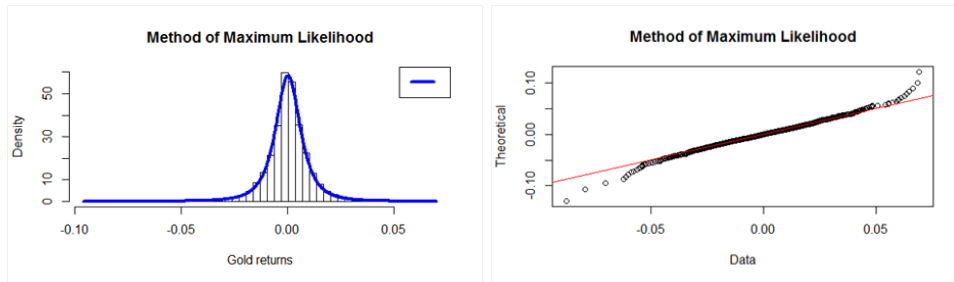 Method of Maximum Likelihood
Density
0 10 30 50
-0.10 -0.05 0.00 0.05
Gold returns
Method of Maximum Likelihood
Theoretical
-0.10 0.00 0.10
-0.05 0.00 0.05
Data